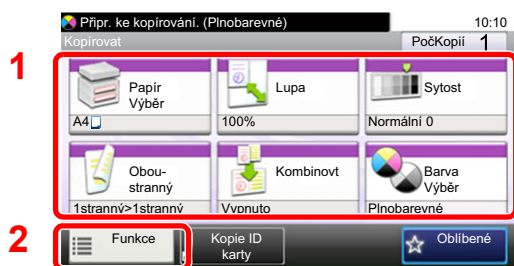 Připr. ke kopírování. (Plnobarevné)
10:10
Kopírovat
PočKopií 1
1
Papír
Výběr
A4
Lupa
100%
Sytost
Normální 0
Obou-
stranný
1stranný>1stranný
Kombinovt
Vypnuto
Barva
Výběr
Plnobarevné
2
Funkce
Kopie ID
karty
Oblíbené